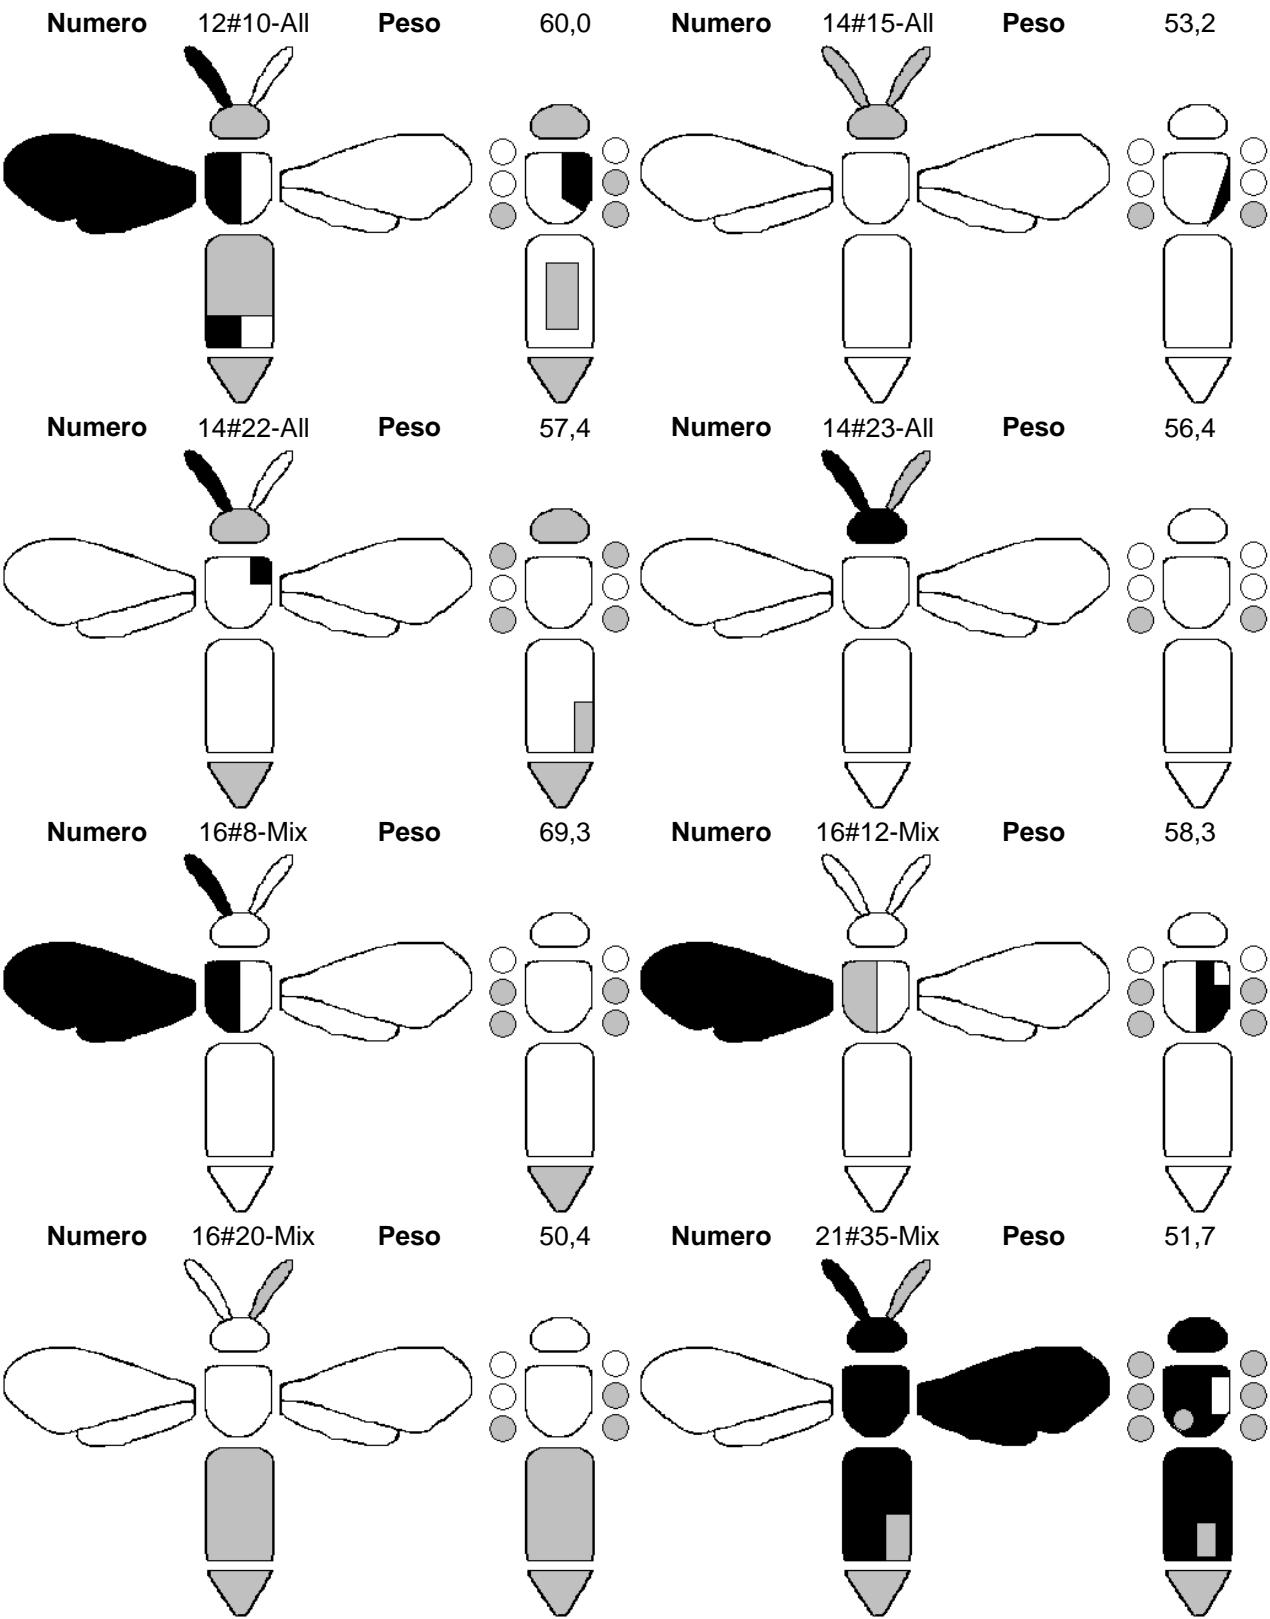 Numero 12#10-All Peso 60,0 Numero 14#15-All Peso 53,2
Numero 14#22-All Peso 57,4 Numero 14#23-All Peso 56,4
Numero 16#8-Mix Peso 69,3 Numero 16#12-Mix Peso 58,3
Numero 16#20-Mix Peso 50,4 Numero 21#35-Mix Peso 51,7